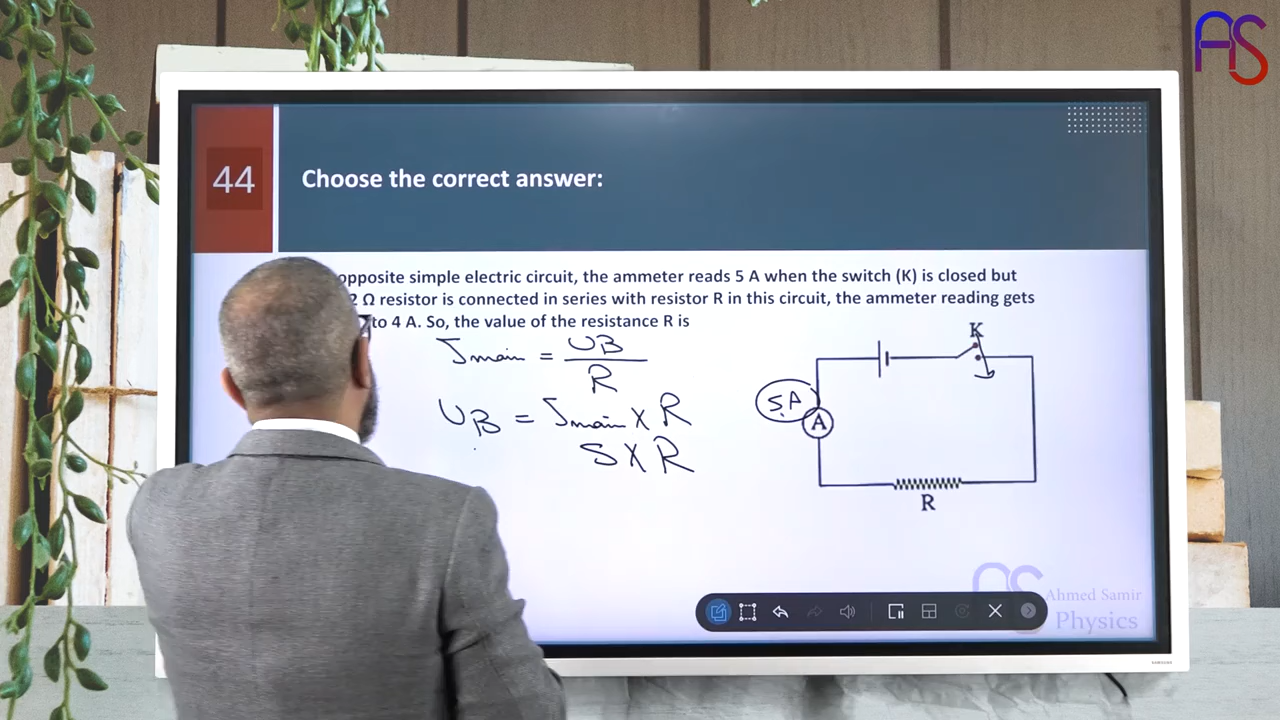 AS
44
Choose the correct answer:
opposite simple electric circuit, the ammeter reads 5 A when the switch (K) is closed but
2 Ω resistor is connected in series with resistor R in this circuit, the ammeter reading gets
to 4 A. So, the value of the resistance R is
Imain = VB / R
VB = Imain × R
5 × R
K
5A
A
R
AS
Ahmed Samir
Physics
SAMSUNG